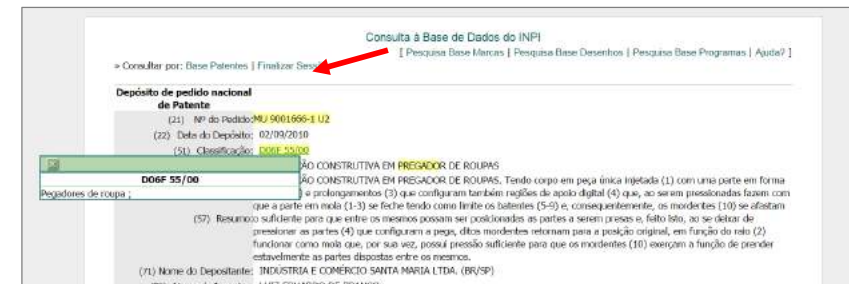 Consulta à Base de Dados do INPI
[ Pesquisa Base Marcas | Pesquisa Base Desenhos | Pesquisa Base Programas | Ajuda? ]
» Consultar por: Base Patentes | Finalizar Sessã
Depósito de pedido nacional
de Patente
(21) Nº do Pedido: MU 9001666-1 U2
(22) Data do Depósito: 02/09/2010
(51) Classificação: D06F 55/00
ÃO CONSTRUTIVA EM PREGADOR DE ROUPAS
D06F 55/00 ÃO CONSTRUTIVA EM PREGADOR DE ROUPAS. Tendo corpo em peça única injetada (1) com uma parte em forma
Pegadores de roupa ; ) e prolongamentos (3) que configuram também regiões de apoio digital (4) que, ao serem pressionadas fazem com
que a parte em mola (1-3) se feche tendo como limite os batentes (5-9) e, consequentemente, os mordentes (10) se afastam
(57) Resumo: o suficiente para que entre os mesmos possam ser posicionadas as partes a serem presas e, feito isto, ao se deixar de
pressionar as partes (4) que configuram a pega, ditos mordentes retornam para a posição original, em função do raio (2)
funcionar como mola que, por sua vez, possui pressão suficiente para que os mordentes (10) exerçam a função de prender
estavelmente as partes dispostas entre os mesmos.
(71) Nome do Depositante: INDÚSTRIA E COMÉRCIO SANTA MARIA LTDA. (BR/SP)